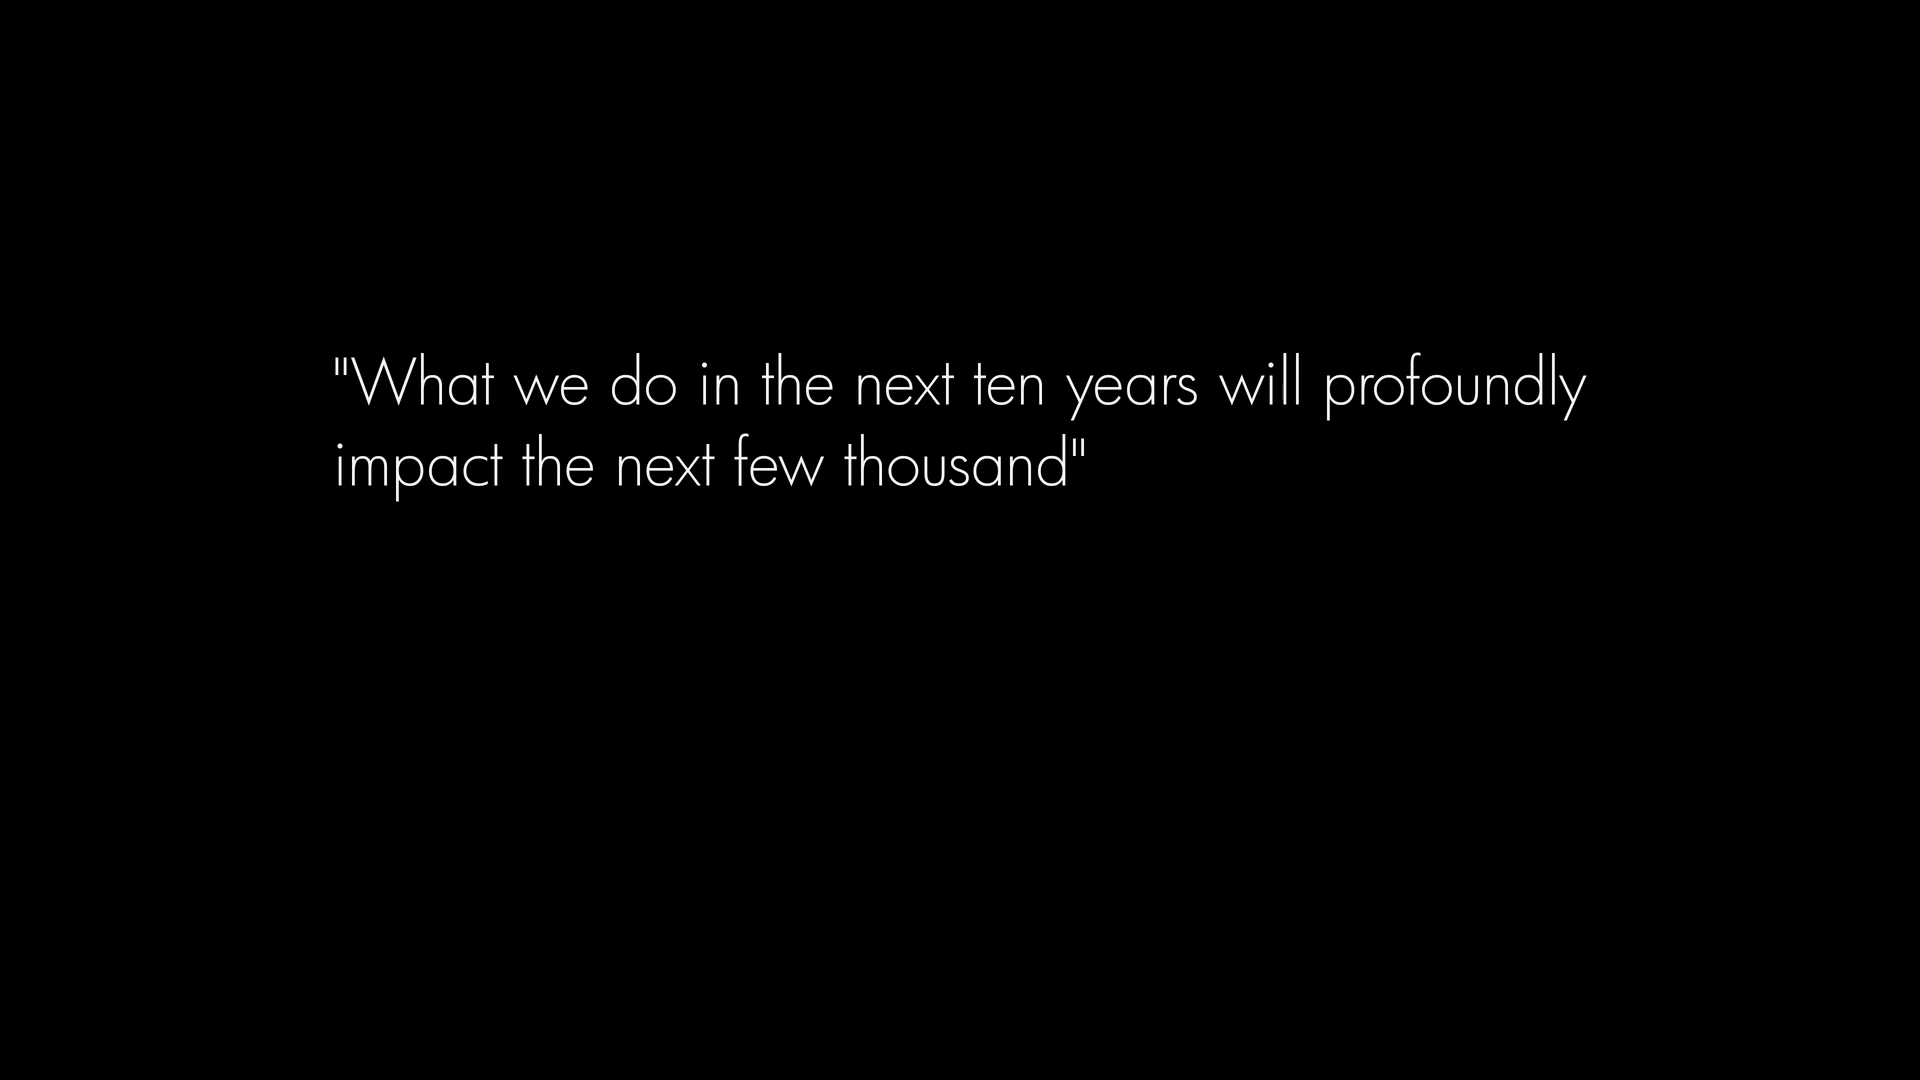 "What we do in the next ten years will profoundly
impact the next few thousand"